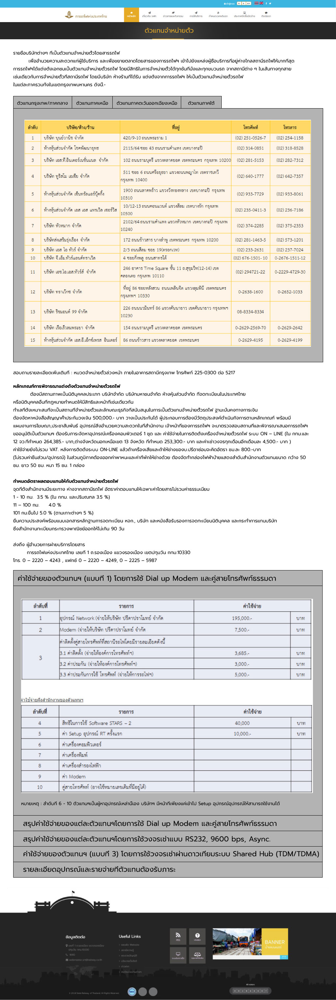 เข้าสู่ระบบ ก- ก ก+
การรถไฟแห่งประเทศไทย
หน้าหลัก เกี่ยวกับ รฟท ข่าวสารและกิจกรรม การให้บริการ กำหนดเวลาเดินรถ ประกาศจัดซื้อจัดจ้าง ติดต่อเรา
ตัวแทนจำหน่ายตั๋ว
รายชื่อบริษัทต่างๆ ที่เป็นตัวแทนจำหน่ายตั๋วโดยสารรถไฟ
เพื่ออำนวยความสะดวกแก่ผู้ใช้บริการ และเพื่อขยายตลาดโดยสารของการรถไฟฯ เข้าไปยังแหล่งผู้ซื้อบริการที่อยู่ห่างไกลสถานีรถไฟให้มากที่สุด
การรถไฟฯได้แต่งตั้งเอกชนเป็นตัวแทนจำหน่ายตั๋วรถไฟ โดยมีสิทธิในการจำหน่ายตั๋วได้ทุกชั้นที่นั่งและทุกขบวนรถ จากสถานีต่าง ๆ ในเส้นทางทุกสาย
เช่นเดียวกับการจำหน่ายตั๋วที่สถานีรถไฟ โดยมีบริษัท ห้างร้านที่ได้รับ แต่งตั้งจากการรถไฟฯ ให้เป็นตัวแทนจำหน่ายตั๋วรถไฟ
ในแต่ละภาครวมทั้งในเขตกรุงเทพมหานคร ดังนี้.-
ตัวแทนกรุงเทพ/ภาคกลาง ตัวแทนภาคเหนือ ตัวแทนภาคตะวันออกเฉียงเหนือ ตัวแทนภาคใต้
ลำดับ บริษัท/ห้าง/ร้าน ที่อยู่ โทรศัพท์ โทรสาร
1 บริษัท บุนย์วานิช จำกัด 420/9-10 ถนนพระราม 1 (02) 251-0526-7 (02) 254-1158
2 ห้างหุ้นส่วนจำกัด โชคพัฒนายุทธ 2115/64 ซอย 43 ถนนรามคำแหง เขตบางกะปิ (02) 314-0851 (02) 318-8528
3 บริษัท เอส.ที.อินเตอร์เนชั่นแนล จำกัด 102 ถนนรามบุตรี แขวงตลาดยอด เขตพระนคร กรุงเทพ 10200 (02) 281-5153 (02) 282-7312
4 บริษัท ทูริสโม เอเซีย จำกัด 511 ซอย 6 ถนนศรีอยุธยา แขวงถนนพญาไท เขตราชเทวี
กรุงเทพ 10400 (02) 640-1777 (02) 642-7357
5 ห้างหุ้นส่วนจำกัด เซ็นทรัลแอร์บุ๊คกิ้ง 1900 ถนนลาดพร้าว แขวงวังทองหลาง เขตบางกะปิ กรุงเทพ
10310 (02) 933-7729 (02) 933-8061
6 ห้างหุ้นส่วนจำกัด เอส เอส แทรเวิล เซอร์วิส 10/12-13 ถนนคอนแวนต์ แขวงสีลม เขตบางรัก กรุงเทพ
10500 (02) 235-0411-3 (02) 236-7186
7 บริษัท หัวหมาก จำกัด 2102/64 ถนนรามคำแหง แขวงหัวหมาก เขตบางกะปิ กรุงเทพ
10240 (02) 374-2285 (02) 375-2353
8 บริษัทส่งเสริมรุ่งเรือง จำกัด 172 ถนนข้าวสาร บางลำพู เขตพระนคร กรุงเทพ 10200 (02) 281-1463-5 (02) 573-1201
9 บริษัท เอส ไอ ทัวร์ จำกัด 2/3 ถนนสีลม ซอย 19(ตรอกเวท) (02) 233-2631 (02) 237-7024
10 บริษัท จี.เอ็ม.ทัวร์แอนด์ทราเวิล 4 ซอยกิ่งพลู ถนนสาทรใต้ (02) 676-1501-10 0-2676-1511-12
11 บริษัท เอช.ไอ.เอส.ทัวร์ส์ จำกัด 246 อาคาร Time Square ชั้น 11 ถ.สุขุมวิท(12-14) เขต
คลองเตย กรุงเทพ 10110 (02) 294721-22 0-2229-4729-30
12 บริษัท ทราเว็กซ จำกัด ที่อยู่ 86 ซอยหลังสวน ถนนเพลินจิต แขวงลุมพินี เขตพระนคร
กรุงเทพฯ 10330 0-2638-1600 0-2652-1033
13 บริษัท ริชมอนด์ 99 จำกัด 226 ถนนนวมินทร์ 86 แขวงคันนายาว เขตคันนายาว กรุงเทพฯ
10230 08-8334-8334
14 บริษัท เรือเร็วลมพระยา จำกัด 154 ถนนรามบุตรี แขวงตลาดยอด เขตพระนคร 0-2629-2569-70 0-2629-2642
15 ห้างหุ้นส่วนจำกัด เอส.อี.เอ็กซ์เพรส อินเตอร์ 86 ถนนข้าวสาร แขวงตลาดยอด เขตพระนคร 0-2629-4195 0-2629-4199
สอบถามรายละเอียดเพิ่มเติมที่ : หมวดจำหน่ายตั๋วล่วงหน้า ภายในอาคารสถานีกรุงเทพ โทรศัพท์ 225-0300 ต่อ 5217
หลักเกณฑ์การพิจารณาแต่งตั้งตัวแทนจำหน่ายตั๋วรถไฟ
ต้องมีสถานภาพเป็นนิติบุคคลประเภท บริษัทจำกัด บริษัทมหาชนจำกัด ห้างหุ้นส่วนจำกัด ที่จดทะเบียนในประเทศไทย
หรือนิติบุคคลอื่นที่กฎหมายกำหนดให้มีสิทธิและหน้าที่เช่นเดียวกัน
ทำเลที่ตั้งเหมาะสมที่จะเป็นสถานที่จำหน่ายตั๋วและลักษณะธุรกิจที่สนับสนุนในการเป็นตัวแทนจำหน่ายตั๋วรถไฟ ฐานะมั่นคงทางการเงิน
ต้องจัดหาหนังสือสัญญาค้ำประกันวงเงิน 500,000.- บาท วางเป็นประกันได้ ผู้ประกอบการต้องมีวัตถุประสงค์ดำเนินกิจการตามหลักเกณฑ์ พร้อมมี
แผนงานการโฆษณา,ประชาสัมพันธ์ อุปกรณ์สิ่งอำนวยความสะดวกในที่สำนักงาน เจ้าหน้าที่ของการรถไฟฯ จะมาตรวจสอบสถานที่และพิจารณาเสนอการรถไฟฯ
ขออนุมัติเป็นตัวแทนฯ ต้องรับภาระจัดหาอุปกรณ์เครื่องคอมพิวเตอร์ 1 ชุด และ ค่าใช้จ่ายในการติดตั้งเครื่องจำหน่ายตั๋วรถไฟ ระบบ ON – LINE (ใน กทม.และ
12 จว.ที่กำหนด 264,385.- บาท,ต่างจังหวัดนอกเหนือเขต 13 จังหวัด ที่กำหนด 253,300.- บาท และค่าเช่าวงจรทุกเดือนอีกเดือนละ 4,500.- บาท )
ค่าใช้จ่ายยังไม่รวม VAT. หลังการติดตั้งระบบ ON-LINE แล้วถ้าเครื่องเสียและถ้าให้ช่างของบ.ปรีดาซ่อมจะคิดอัตรา ชม.ละ 800.-บาท
(ไม่รวมค่าชิ้นส่วน/อุปกรณ์) ในส่วนภูมิภาคต้องออกค่าพาหนะและค่าที่พักให้ช่างด้วย ต้องจัดทำกล่องไฟฟ้าป้ายแสดงลำดับสำนักงานตัวแทนขนาด กว้าง 50
ซม. ยาว 50 ซม. หนา 15 ซม. 1 กล่อง
กำหนดอัตราผลตอบแทนให้กับตัวแทนจำหน่ายตั๋วรถไฟ
จุดที่ตั้งสำนักงานมีระยะทาง ห่างจากสถานีรถไฟ อัตราค่าตอบแทนให้เฉพาะค่าโดยสารไม่รวมค่าธรรมเนียม
1 - 10 กม. 3.5 % (ใน กทม. และปริมณฑล 3.5 %)
11 – 100 กม. 4.0 %
101 กม.ขึ้นไป 5.0 % (ตามเกาะต่างๆ 5 %)
ยื่นความประสงค์พร้อมแนบเอกสารหลักฐานการจดทะเบียน หจก., บริษัท และหนังสือรับรองการจดทะเบียนนิติบุคคล และกระทำการแทนบริษัท
ซึ่งสำนักงานทะเบียนกระทรวงพาณิชย์ออกให้ไม่เกิน 90 วัน
ส่งถึง ผู้อำนวยการฝ่ายบริการโดยสาร
การรถไฟแห่งประเทศไทย เลขที่ 1 ถ.รองเมือง แขวงรองเมือง เขตปทุมวัน กทม.10330
โทร. 0 – 2220 – 4243 , แฟกซ์ 0 – 2220 – 4249, 0 – 2225 – 5987
ค่าใช้จ่ายของตัวแทนฯ (แบบที่ 1) โดยการใช้ Dial up Modem และคู่สายโทรศัพท์ธรรมดา
ลำดับที่ รายการ ค่าใช้จ่าย
1 อุปกรณ์ Network (จ่ายให้บริษัท ปรีดาปราโมทย์ จำกัด 195,000.- บาท
2 Modem (จ่ายให้บริษัท ปรีดาปราโมทย์ จำกัด 7,500.- บาท
3 ค่าติดตั้งคู่สายโทรศัพท์ที่สถานีรถไฟโดยมีรายละเอียดดังนี้
3.1 ค่าติดตั้ง (จ่ายให้องค์การโทรศัพท์ฯ) 3,685.- บาท
3.2 ค่าประกัน (จ่ายให้องค์การโทรศัพท์ฯ) 3,000.- บาท
3.3 ค่าประกันการใช้ โทรศัพท์ (จ่ายให้การรถไฟฯ) 5,000.- บาท
ค่าใช้จ่ายฝั่งสำนักงานของตัวแทนฯ
ลำดับที่ รายการ ค่าใช้จ่าย
4 สิทธิในการใช้ Software STARS – 2 40,000 บาท
5 ค่า Setup อุปกรณ์ RT ครั้งแรก 10,000.- บาท
6 ค่าเครื่องคอมพิวเตอร์
7 ค่าเครื่องพิมพ์
8 ค่าเครื่องสำรองไฟฟ้า
9 ค่า Modem
10 คู่สายโทรศัพท์ (อาจใช้หมายเลขเดิมที่มีอยู่ได้)
หมายเหตุ : ลำดับที่ 6 - 10 ตัวแทนฯเป็นผู้หาอุปกรณ์เหล่านี้เอง บริษัทฯ มีหน้าที่เพียงแค่เข้าไป Setup อุปกรณ์อุปกรณ์ให้สามารถใช้งานได้
สรุปค่าใช้จ่ายของแต่ละตัวแทนฯโดยการใช้ Dial up Modem และคู่สายโทรศัพท์ธรรมดา
สรุปค่าใช้จ่ายของแต่ละตัวแทนฯโดยการใช้วงจรเช่าแบบ RS232, 9600 bps, Async.
ค่าใช้จ่ายของตัวแทนฯ (แบบที่ 3) โดยการใช้วงจรเช่าผ่านดาวเทียมระบบ Shared Hub (TDM/TDMA)
รายละเอียดอุปกรณ์และรายจ่ายที่ตัวแทนต้องรับภาระ
ข้อมูลติดต่อ
เลขที่ 1 ถ.รองเมือง แขวงรองเมือง
ปทุมวัน กทม.10330
1690
webmaster.srt@railway.co.th
Useful Links
แผนผัง Website
นโยบายเว็บไซต์
RSS
BANNER
ป้ายแบนเนอร์
© 2018 State Railway of Thailand. All Rights Reserved
All visitors